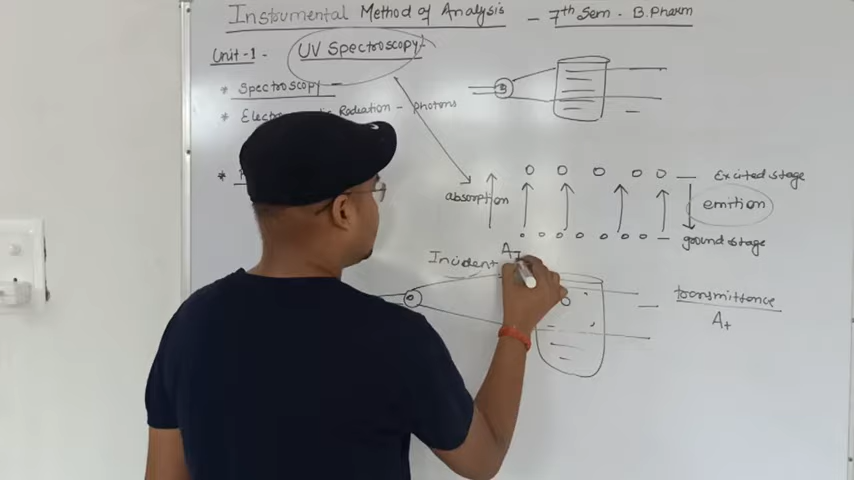 Instrumental Method of Analysis - 7th Sem. B.Pharm
Unit-1 - UV Spectroscopy
* Spectroscopy -
* Radiation - photons
absorption
Excited stage
emition
ground stage
Incident
transmittence
At